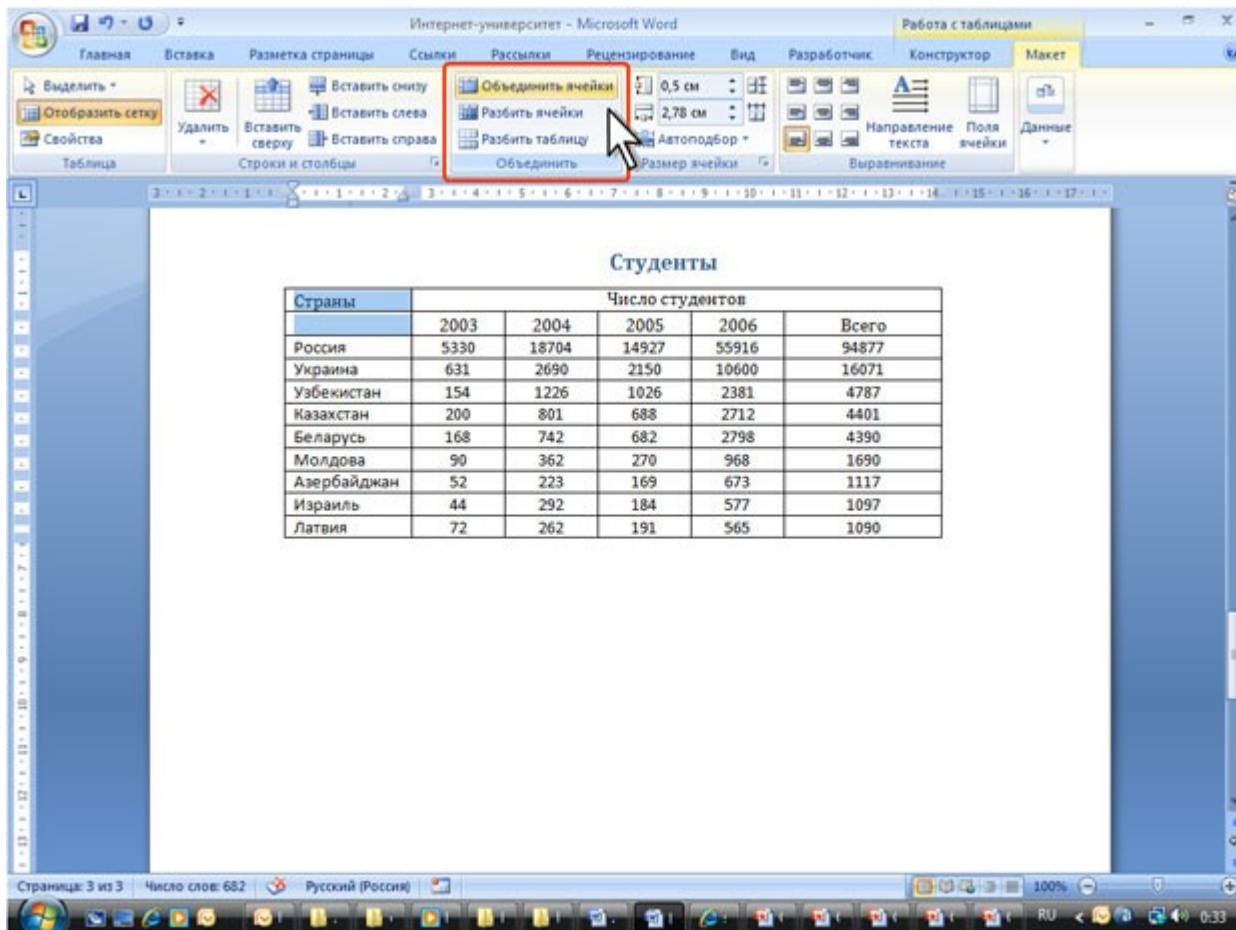 Интернет-университет - Microsoft Word
Работа с таблицами
Главная Вставка Разметка страницы Ссылки Рассылки Рецензирование Вид Разработчик Конструктор Макет
Выделить
Отобразить сетку
Свойства
Таблица
Удалить
Вставить сверху
Вставить снизу
Вставить слева
Вставить справа
Строки и столбцы
Объединить ячейки
Разбить ячейки
Разбить таблицу
Объединить
0,5 см
2,78 см
Автоподбор
Размер ячейки
Направление текста
Поля ячейки
Выравнивание
Данные
Студенты
Страны Число студентов
2003 2004 2005 2006 Всего
Россия 5330 18704 14927 55916 94877
Украина 631 2690 2150 10600 16071
Узбекистан 154 1226 1026 2381 4787
Казахстан 200 801 688 2712 4401
Беларусь 168 742 682 2798 4390
Молдова 90 362 270 968 1690
Азербайджан 52 223 169 673 1117
Израиль 44 292 184 577 1097
Латвия 72 262 191 565 1090
Страница: 3 из 3 Число слов: 682 Русский (Россия) 100%
RU 0:33